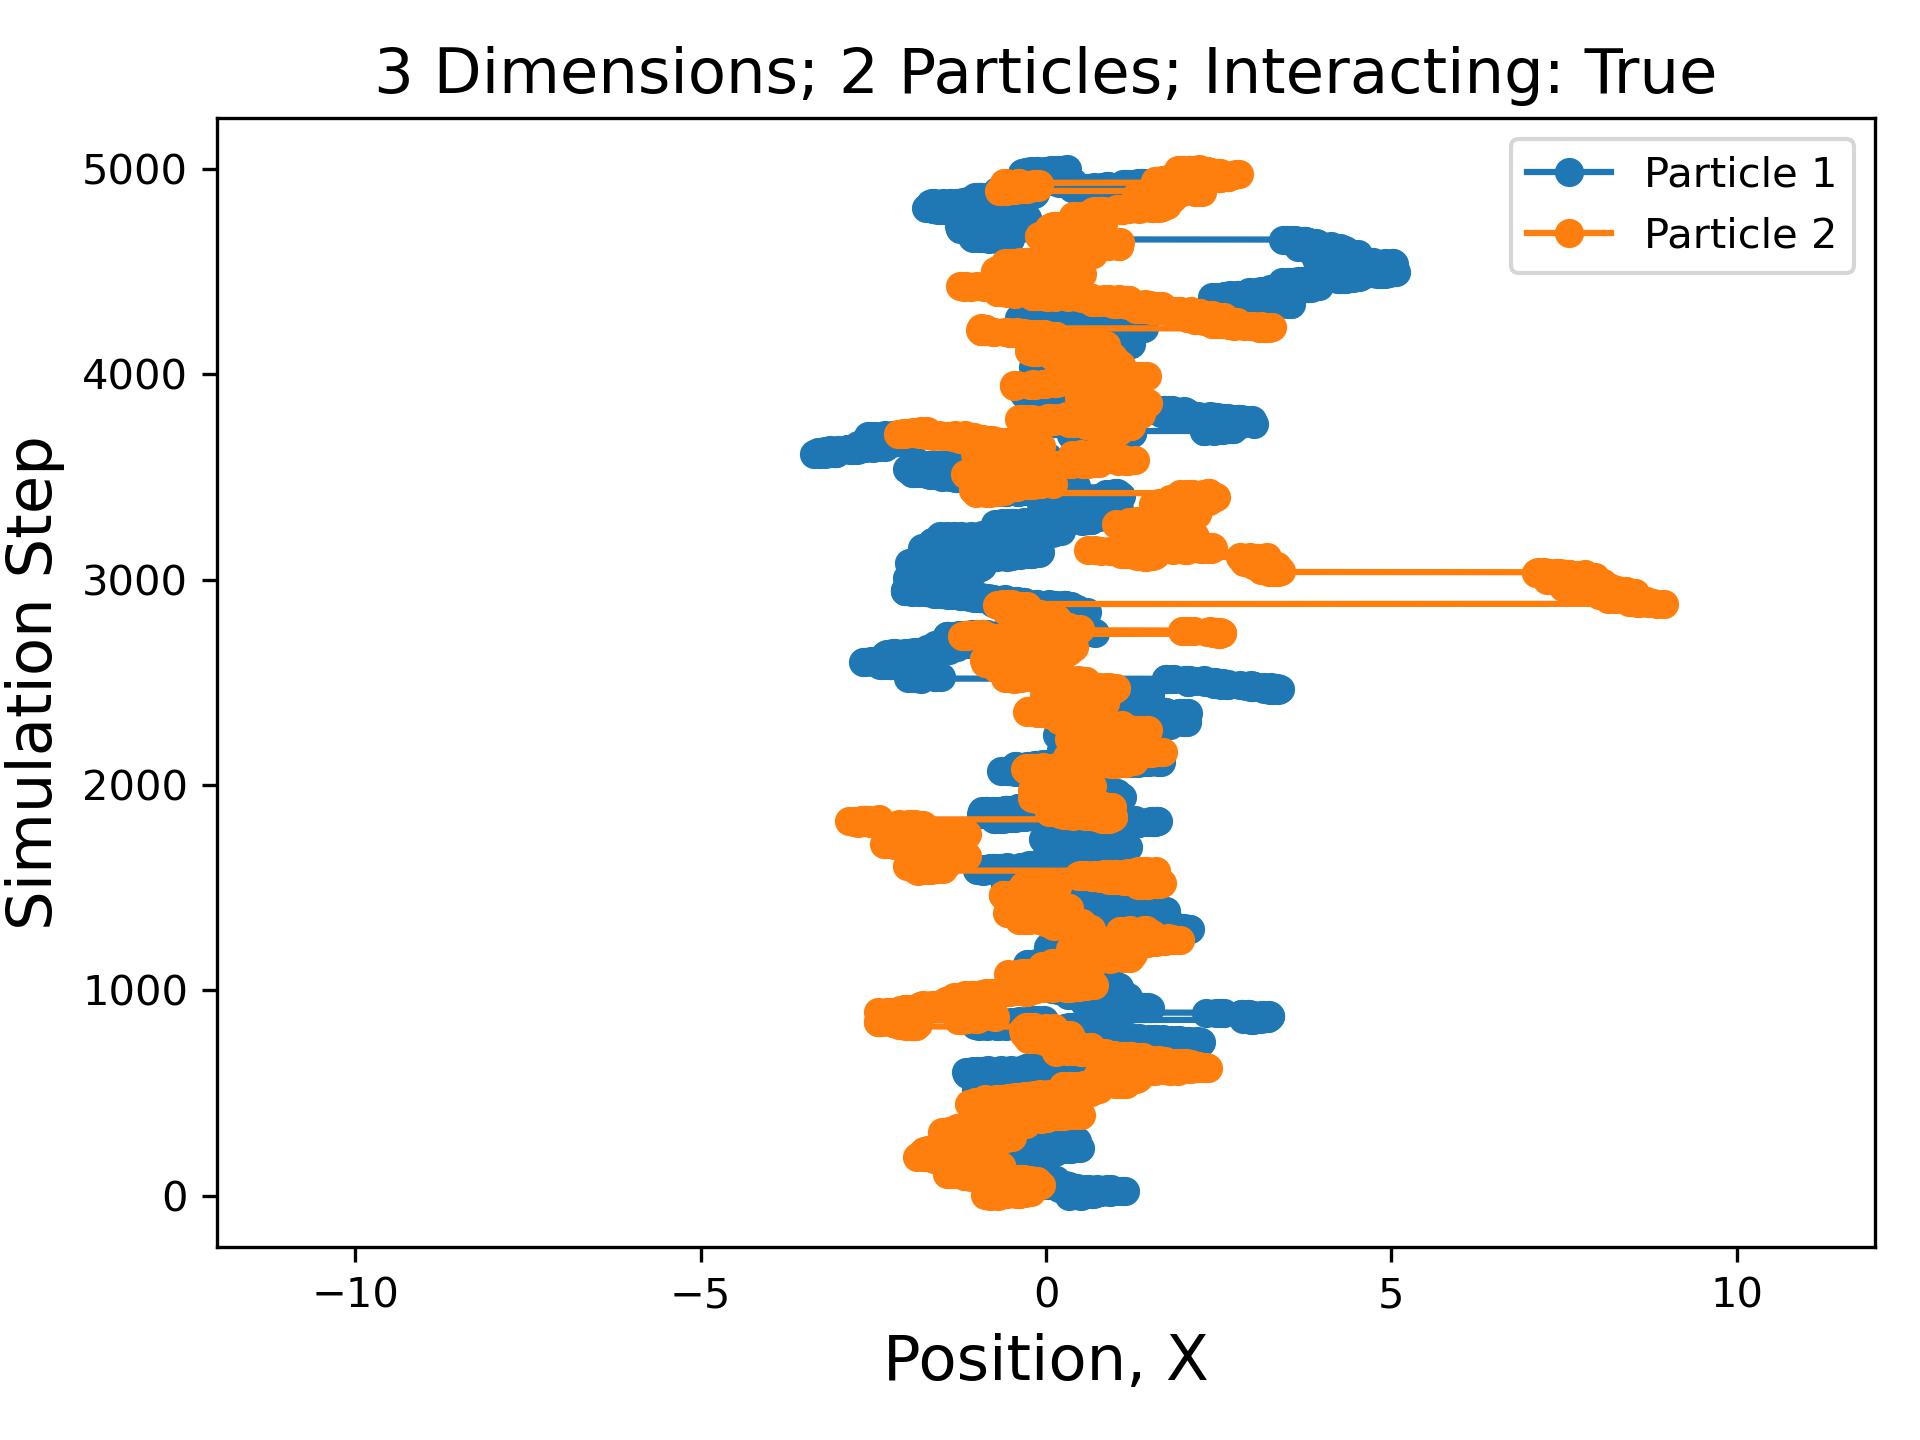 3 Dimensions; 2 Particles; Interacting: True
Particle 1
Particle 2
Simulation Step
5000
4000
3000
2000
1000
0
−10
−5
0
5
10
Position, X